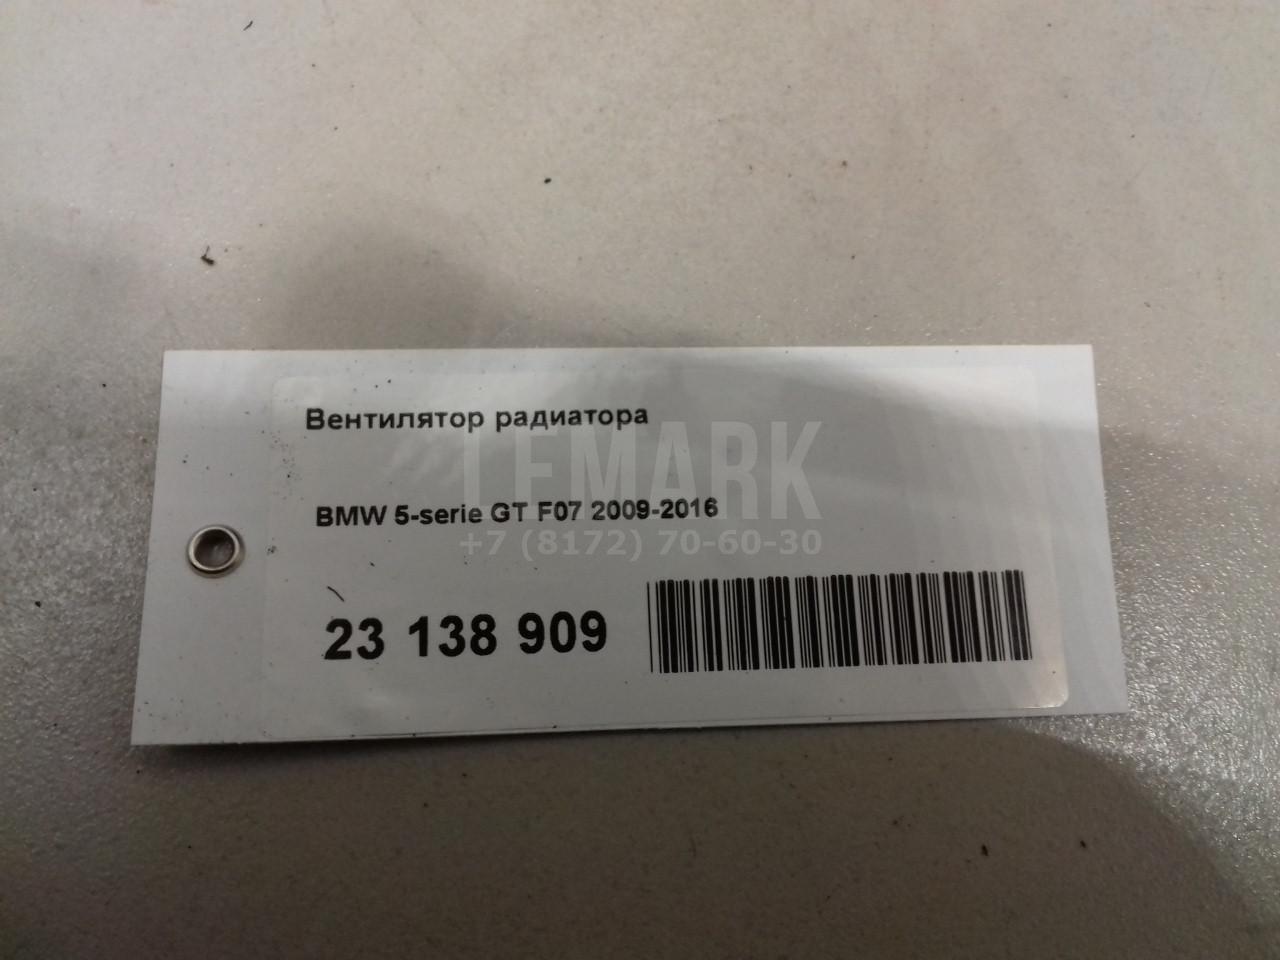 Вентилятор радиатора
LEMARK
BMW 5-serie GT F07 2009-2016
+7 (8172) 70-60-30
23 138 909